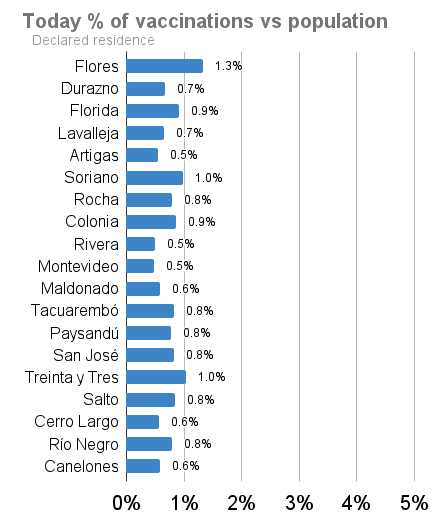 Today % of vaccinations vs population
Declared residence
Flores 1.3%
Durazno 0.7%
Florida 0.9%
Lavalleja 0.7%
Artigas 0.5%
Soriano 1.0%
Rocha 0.8%
Colonia 0.9%
Rivera 0.5%
Montevideo 0.5%
Maldonado 0.6%
Tacuarembó 0.8%
Paysandú 0.8%
San José 0.8%
Treinta y Tres 1.0%
Salto 0.8%
Cerro Largo 0.6%
Río Negro 0.8%
Canelones 0.6%
0% 1% 2% 3% 4% 5%